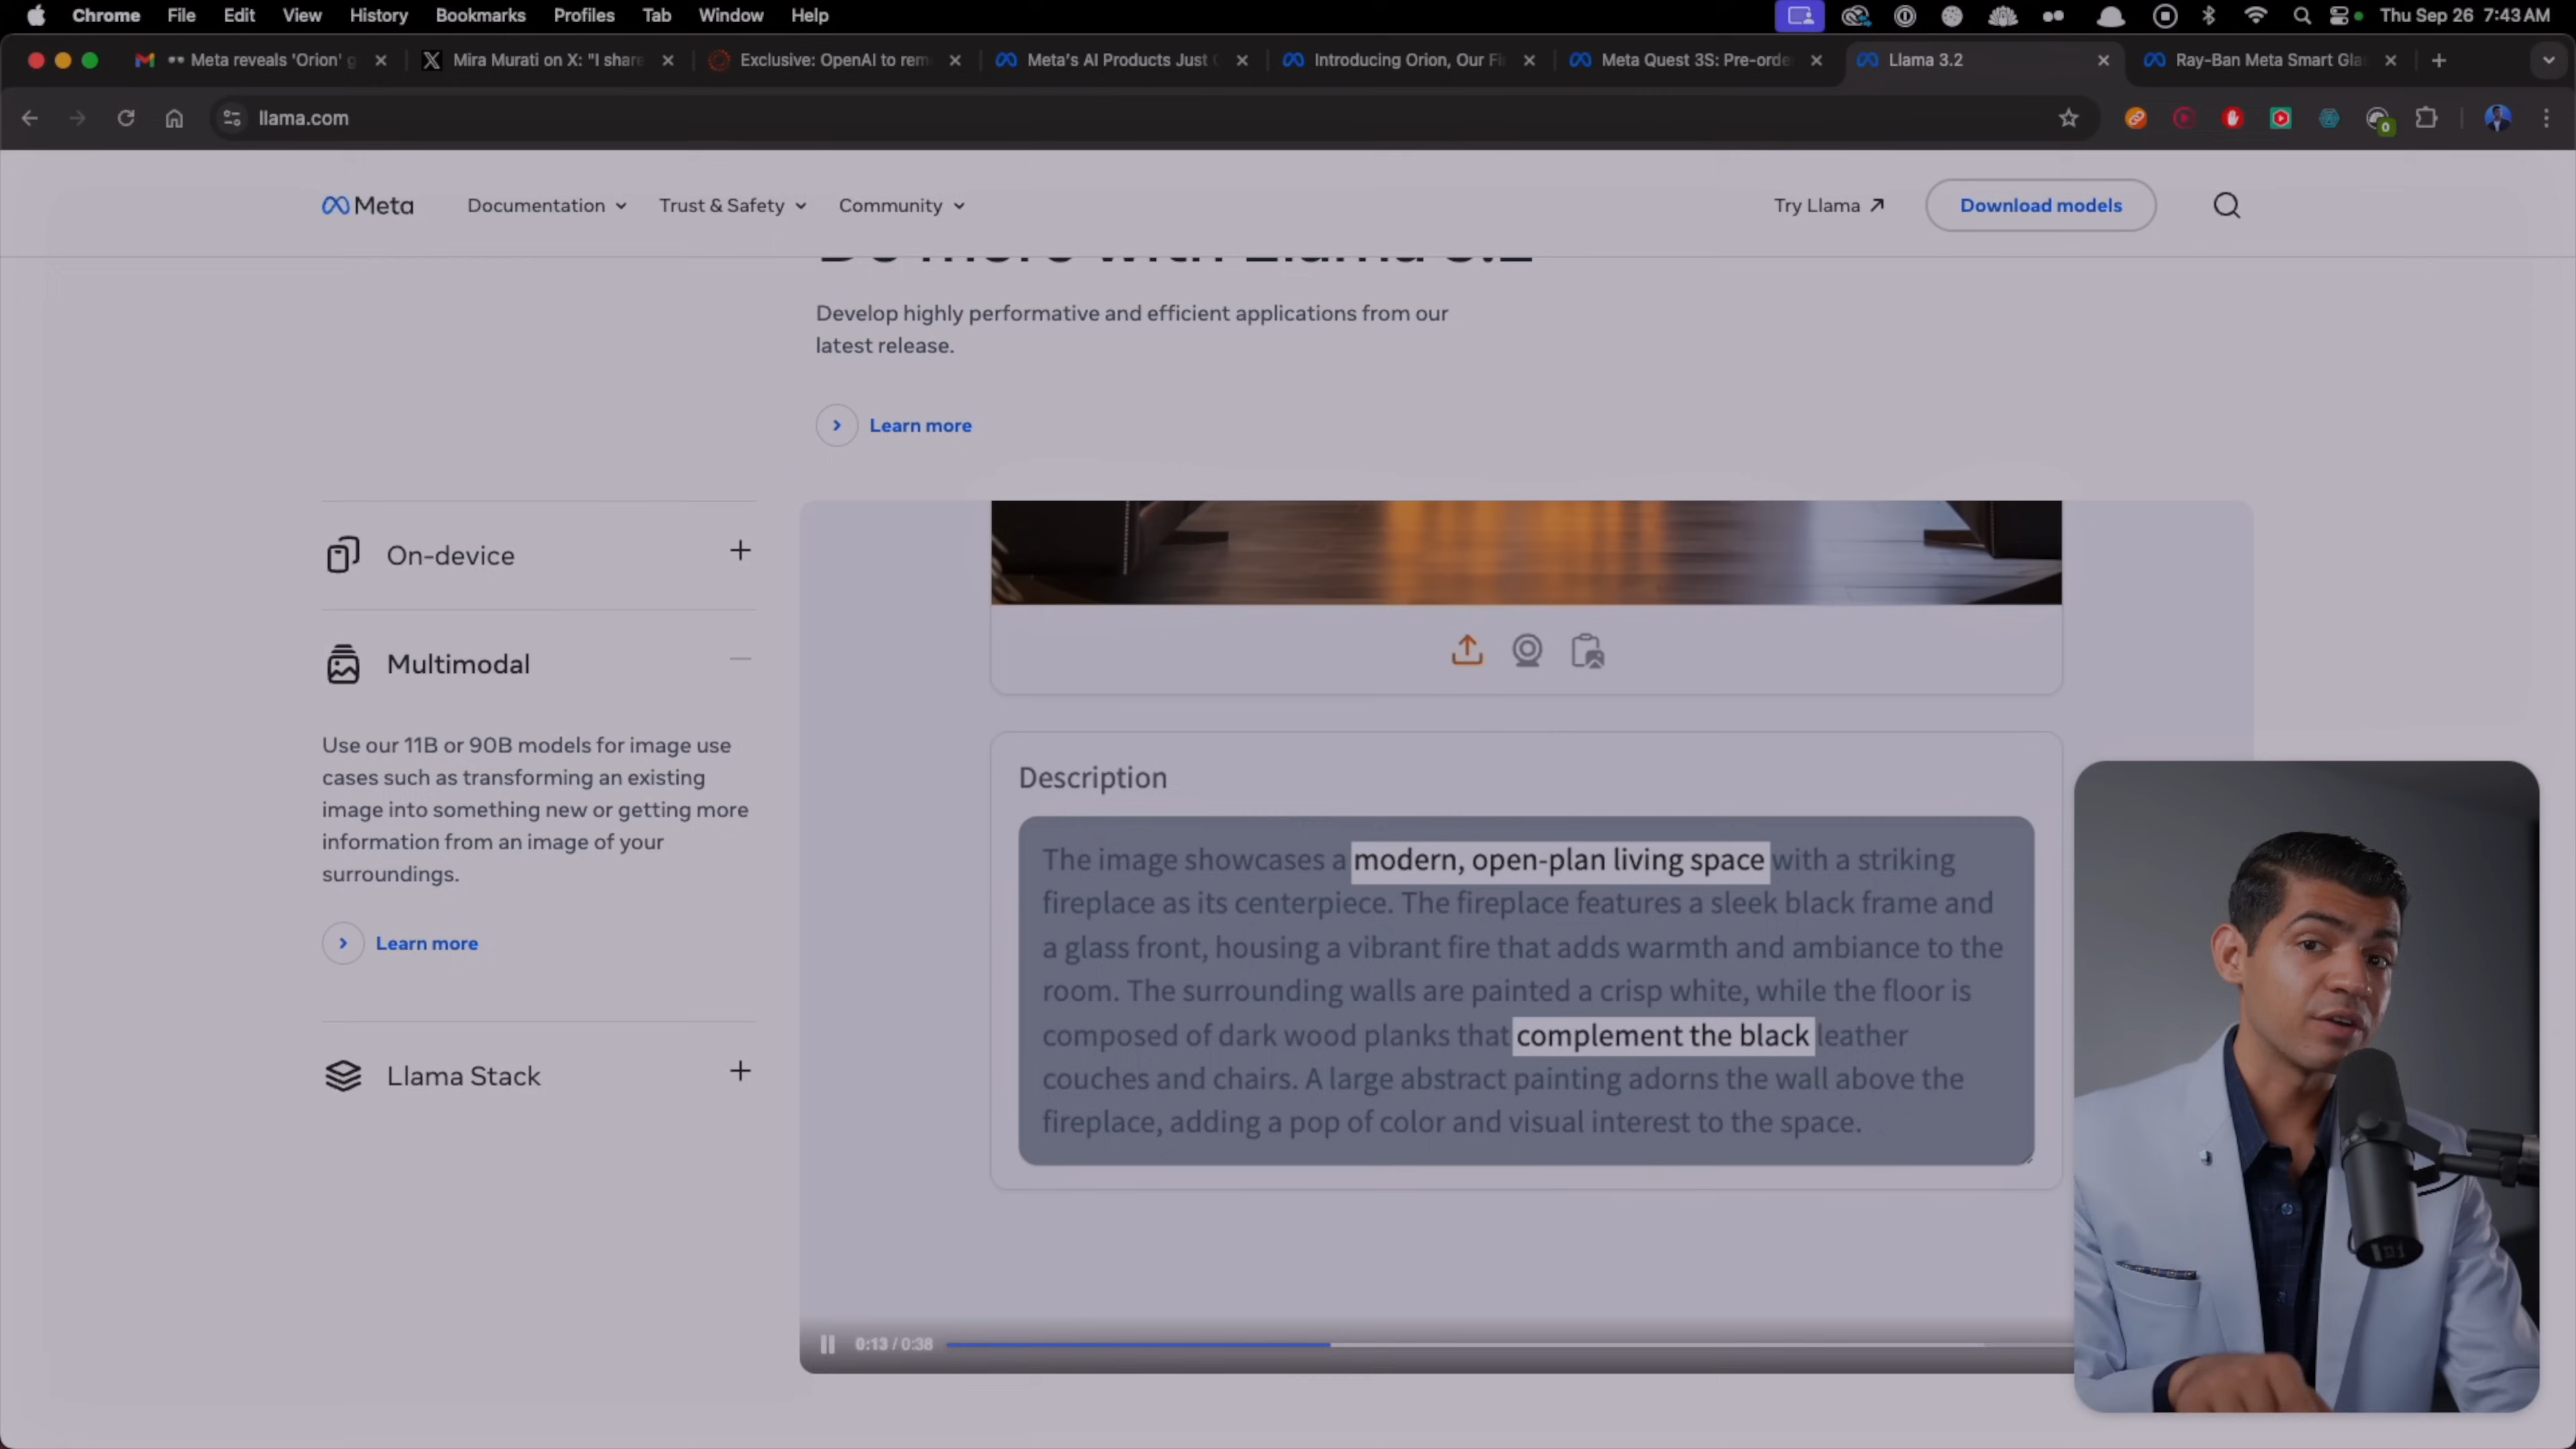 Chrome File Edit View History Bookmarks Profiles Tab Window Help Thu Sep 26 7:43 AM
Meta reveals 'Orion' g
Mira Murati on X: "I share
Exclusive: OpenAI to rem
Meta's AI Products Just G
Introducing Orion, Our Fi
Meta Quest 3S: Pre-orde
Llama 3.2
Ray-Ban Meta Smart Gla
llama.com
0
Meta Documentation Trust & Safety Community Try Llama Download models
Do more with Llama 3.2
Develop highly performative and efficient applications from our
latest release.
Learn more
On-device
Multimodal
Use our 11B or 90B models for image use
cases such as transforming an existing
image into something new or getting more
information from an image of your
surroundings.
Learn more
Llama Stack
Description
The image showcases a modern, open-plan living space with a striking
fireplace as its centerpiece. The fireplace features a sleek black frame and
a glass front, housing a vibrant fire that adds warmth and ambiance to the
room. The surrounding walls are painted a crisp white, while the floor is
composed of dark wood planks that complement the black leather
couches and chairs. A large abstract painting adorns the wall above the
fireplace, adding a pop of color and visual interest to the space.
0:13 / 0:38